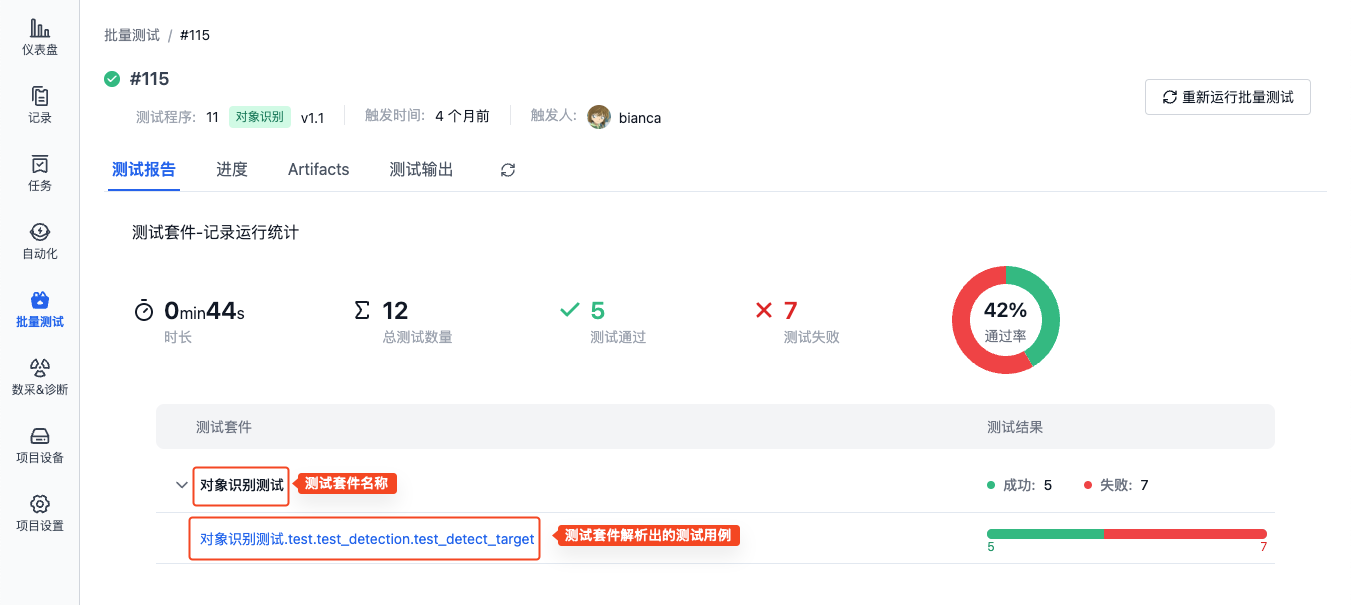 仪表盘
记录
任务
自动化
批量测试
数采&诊断
项目设备
项目设置
批量测试 / #115
#115
测试程序: 11 对象识别 v1.1 触发时间: 4 个月前 触发人: bianca
重新运行批量测试
测试报告 进度 Artifacts 测试输出
测试套件-记录运行统计
0min44s
时长
12
总测试数量
5
测试通过
7
测试失败
42%
通过率
测试套件 测试结果
对象识别测试 测试套件名称 成功: 5 失败: 7
对象识别测试.test.test_detection.test_detect_target 测试套件解析出的测试用例
5 7